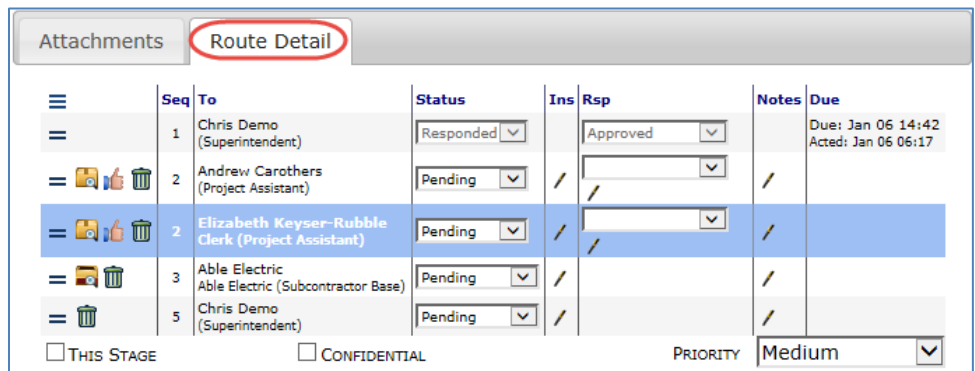 Attachments Route Detail
Seq To Status Ins Rsp Notes Due
1 Chris Demo (Superintendent) Responded Approved Due: Jan 06 14:42 Acted: Jan 06 06:17
2 Andrew Carothers (Project Assistant) Pending
2 Elizabeth Keyser-Rubble Clerk (Project Assistant) Pending
3 Able Electric Able Electric (Subcontractor Base) Pending
5 Chris Demo (Superintendent) Pending
THIS STAGE CONFIDENTIAL PRIORITY Medium